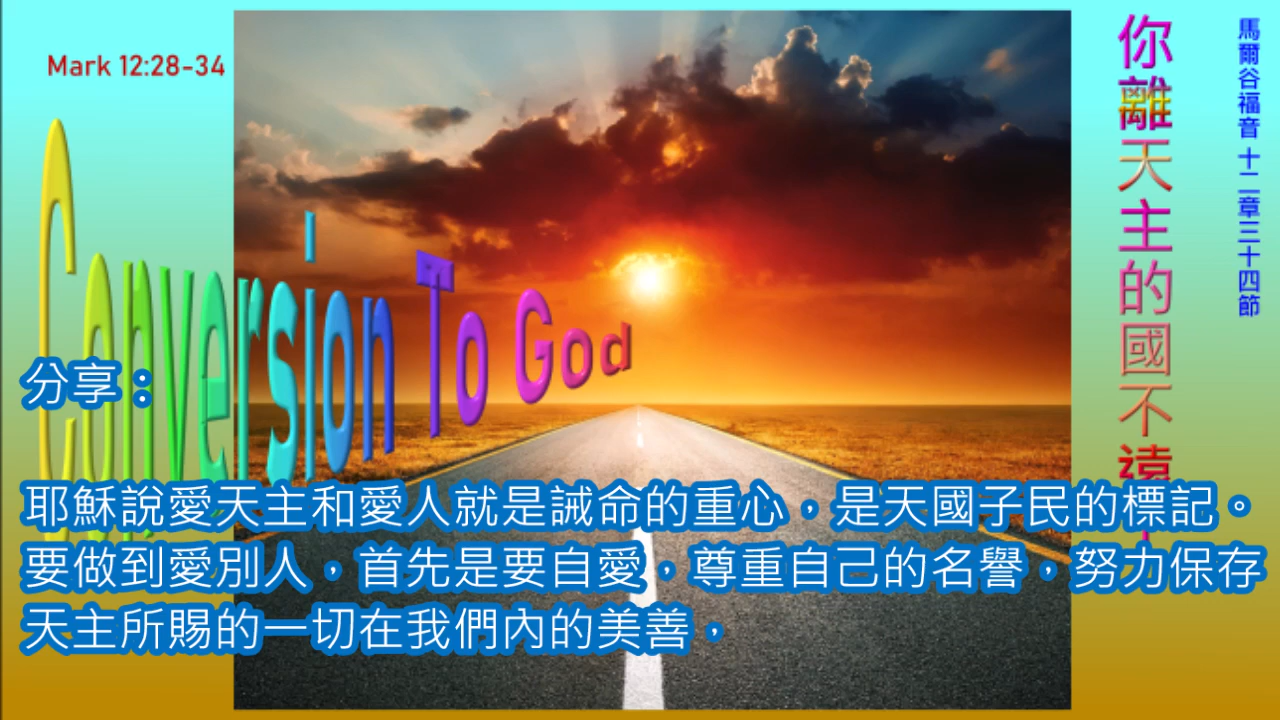 Mark 12:28-34
Conversion To God
你離天主的國不遠
馬爾谷福音 十二章三十四節
分享：
耶穌說愛天主和愛人就是誡命的重心，是天國子民的標記。
要做到愛別人，首先是要自愛，尊重自己的名譽，努力保存
天主所賜的一切在我們內的美善，